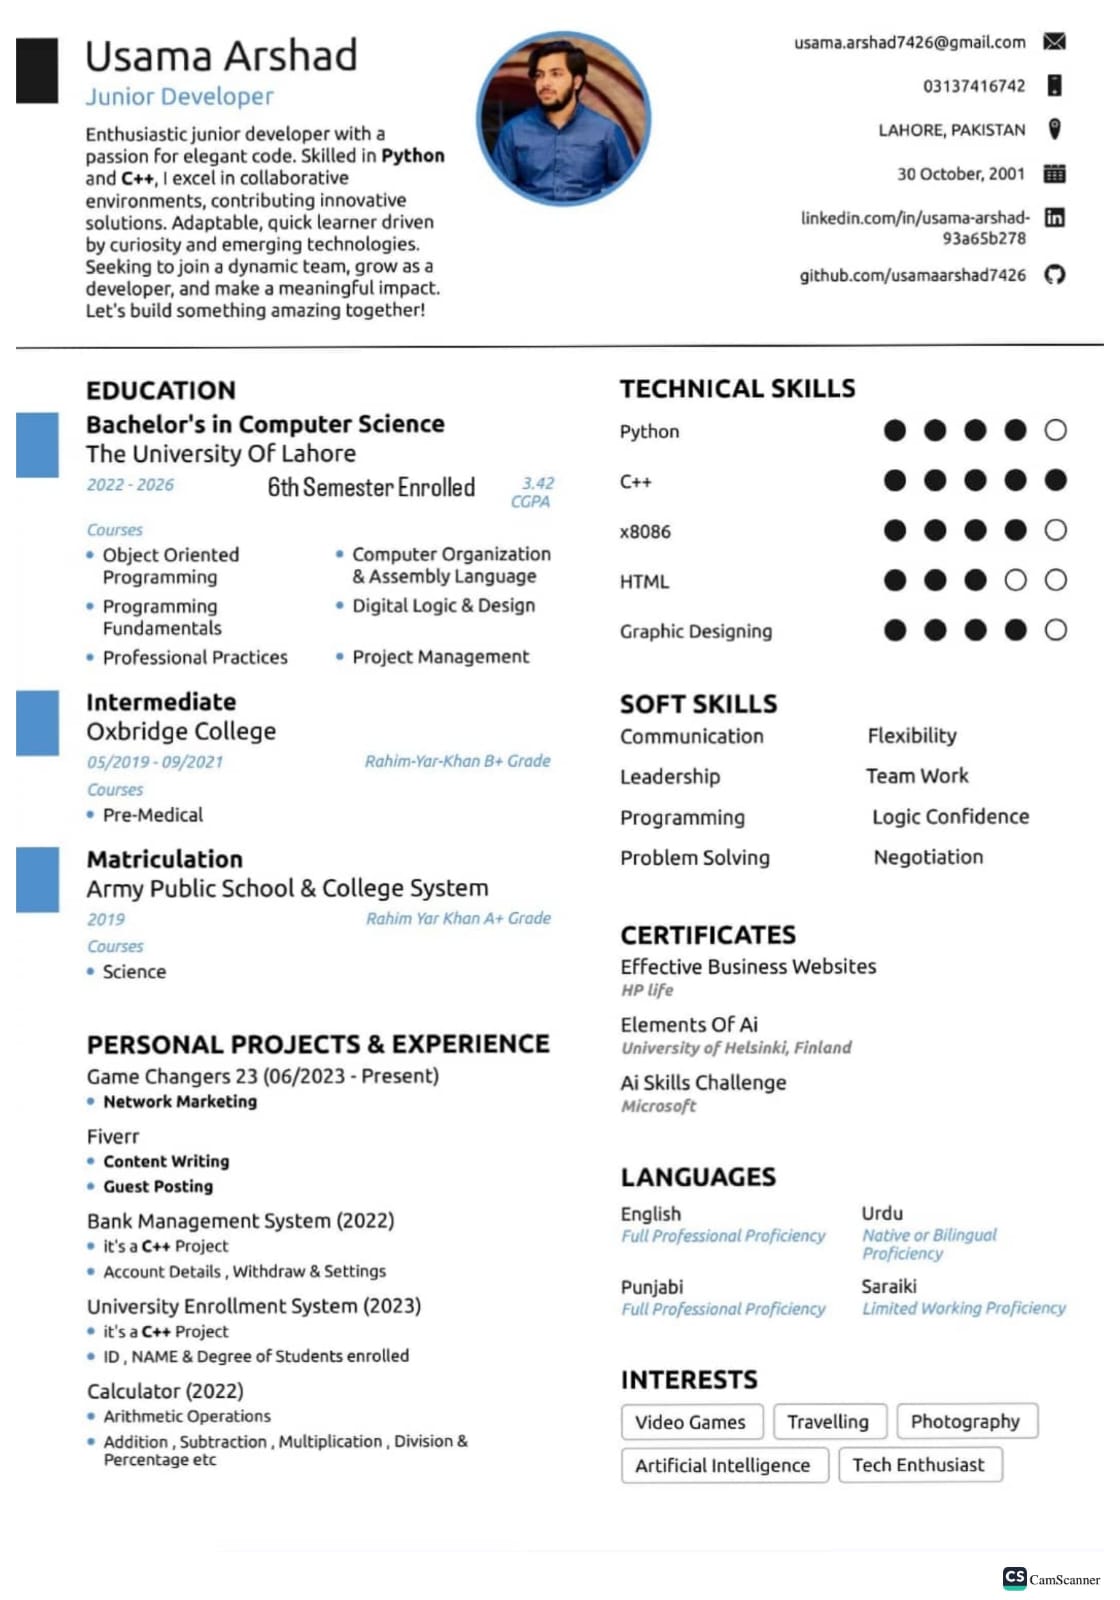 Usama Arshad
Junior Developer
Enthusiastic junior developer with a
passion for elegant code. Skilled in Python
and C++, I excel in collaborative
environments, contributing innovative
solutions. Adaptable, quick learner driven
by curiosity and emerging technologies.
Seeking to join a dynamic team, grow as a
developer, and make a meaningful impact.
Let's build something amazing together!
usama.arshad7426@gmail.com
03137416742
LAHORE, PAKISTAN
30 October, 2001
linkedin.com/in/usama-arshad-
93a65b278
in
github.com/usamaarshad7426
EDUCATION
Bachelor's in Computer Science
The University Of Lahore
2022 - 2026 6th Semester Enrolled 3.42
CGPA
Courses
• Object Oriented
Programming
• Computer Organization
& Assembly Language
• Programming
Fundamentals
• Digital Logic & Design
• Professional Practices
• Project Management
Intermediate
Oxbridge College
05/2019 - 09/2021 Rahim-Yar-Khan B+ Grade
Courses
• Pre-Medical
Matriculation
Army Public School & College System
2019 Rahim Yar Khan A+ Grade
Courses
• Science
PERSONAL PROJECTS & EXPERIENCE
Game Changers 23 (06/2023 - Present)
• Network Marketing
Fiverr
• Content Writing
• Guest Posting
Bank Management System (2022)
• it's a C++ Project
• Account Details , Withdraw & Settings
University Enrollment System (2023)
• it's a C++ Project
• ID , NAME & Degree of Students enrolled
Calculator (2022)
• Arithmetic Operations
• Addition , Subtraction , Multiplication , Division &
Percentage etc
TECHNICAL SKILLS
Python
C++
x8086
HTML
Graphic Designing
SOFT SKILLS
Communication Flexibility
Leadership Team Work
Programming Logic Confidence
Problem Solving Negotiation
CERTIFICATES
Effective Business Websites
HP life
Elements Of Ai
University of Helsinki, Finland
Ai Skills Challenge
Microsoft
LANGUAGES
English
Full Professional Proficiency
Urdu
Native or Bilingual
Proficiency
Punjabi
Full Professional Proficiency
Saraiki
Limited Working Proficiency
INTERESTS
Video Games Travelling Photography
Artificial Intelligence Tech Enthusiast
CS CamScanner